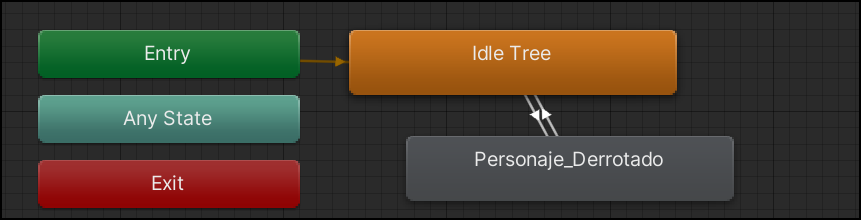 Entry
Idle Tree
Any State
Personaje_Derrotado
Exit